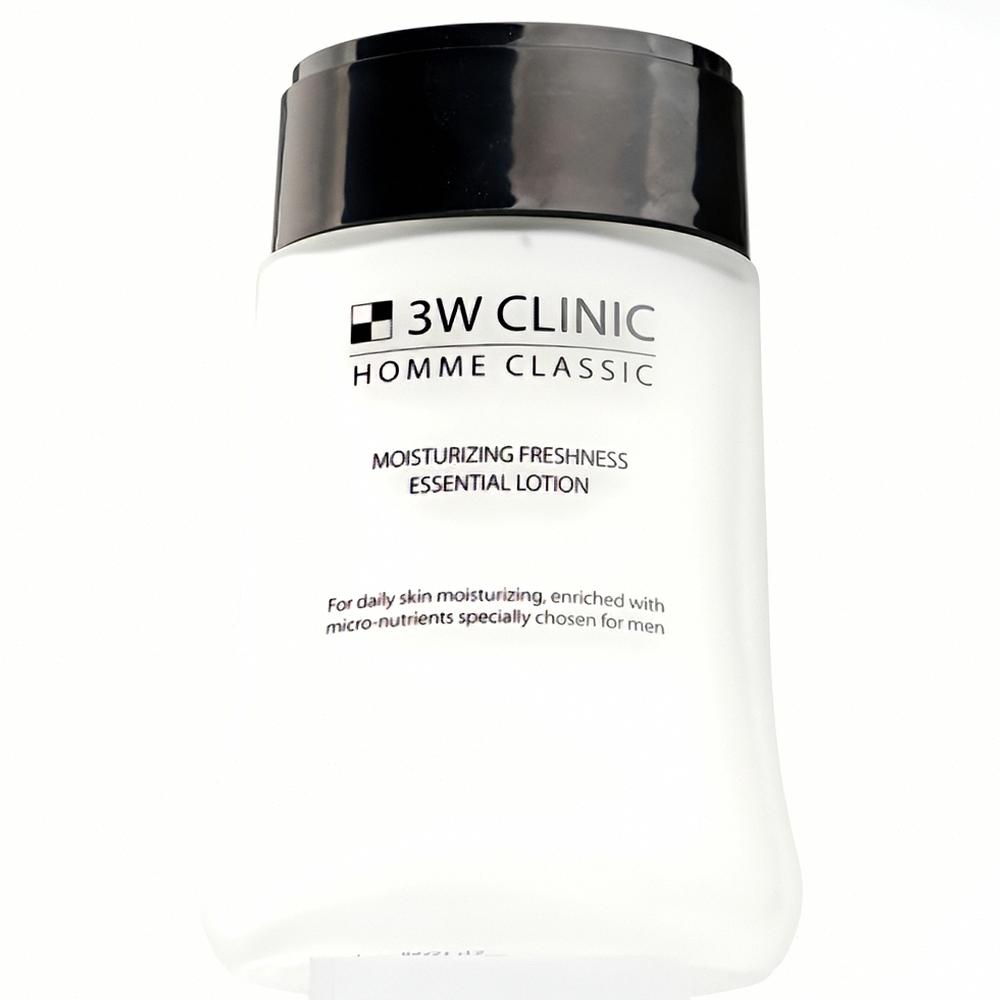 3W CLINIC
HOMME CLASSIC
MOISTURIZING FRESHNESS
ESSENTIAL LOTION
For daily skin moisturizing, enriched with
micro-nutrients specially chosen for men